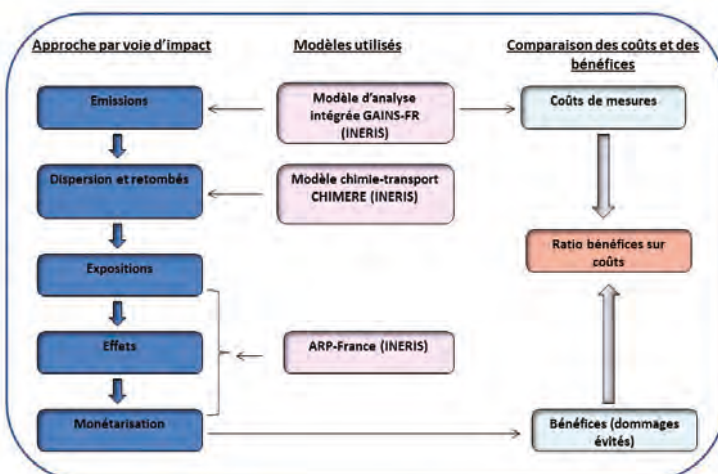 Approche par voie d'impact
Modèles utilisés
Comparaison des coûts et des
bénéfices
Emissions
Modèle d'analyse
intégrée GAINS-FR
(INERIS)
Coûts de mesures
Dispersion et retombés
Modèle chimie-transport
CHIMERE (INERIS)
Ratio bénéfices sur
coûts
Expositions
Effets
ARP-France (INERIS)
Monétarisation
Bénéfices (dommages
évités)